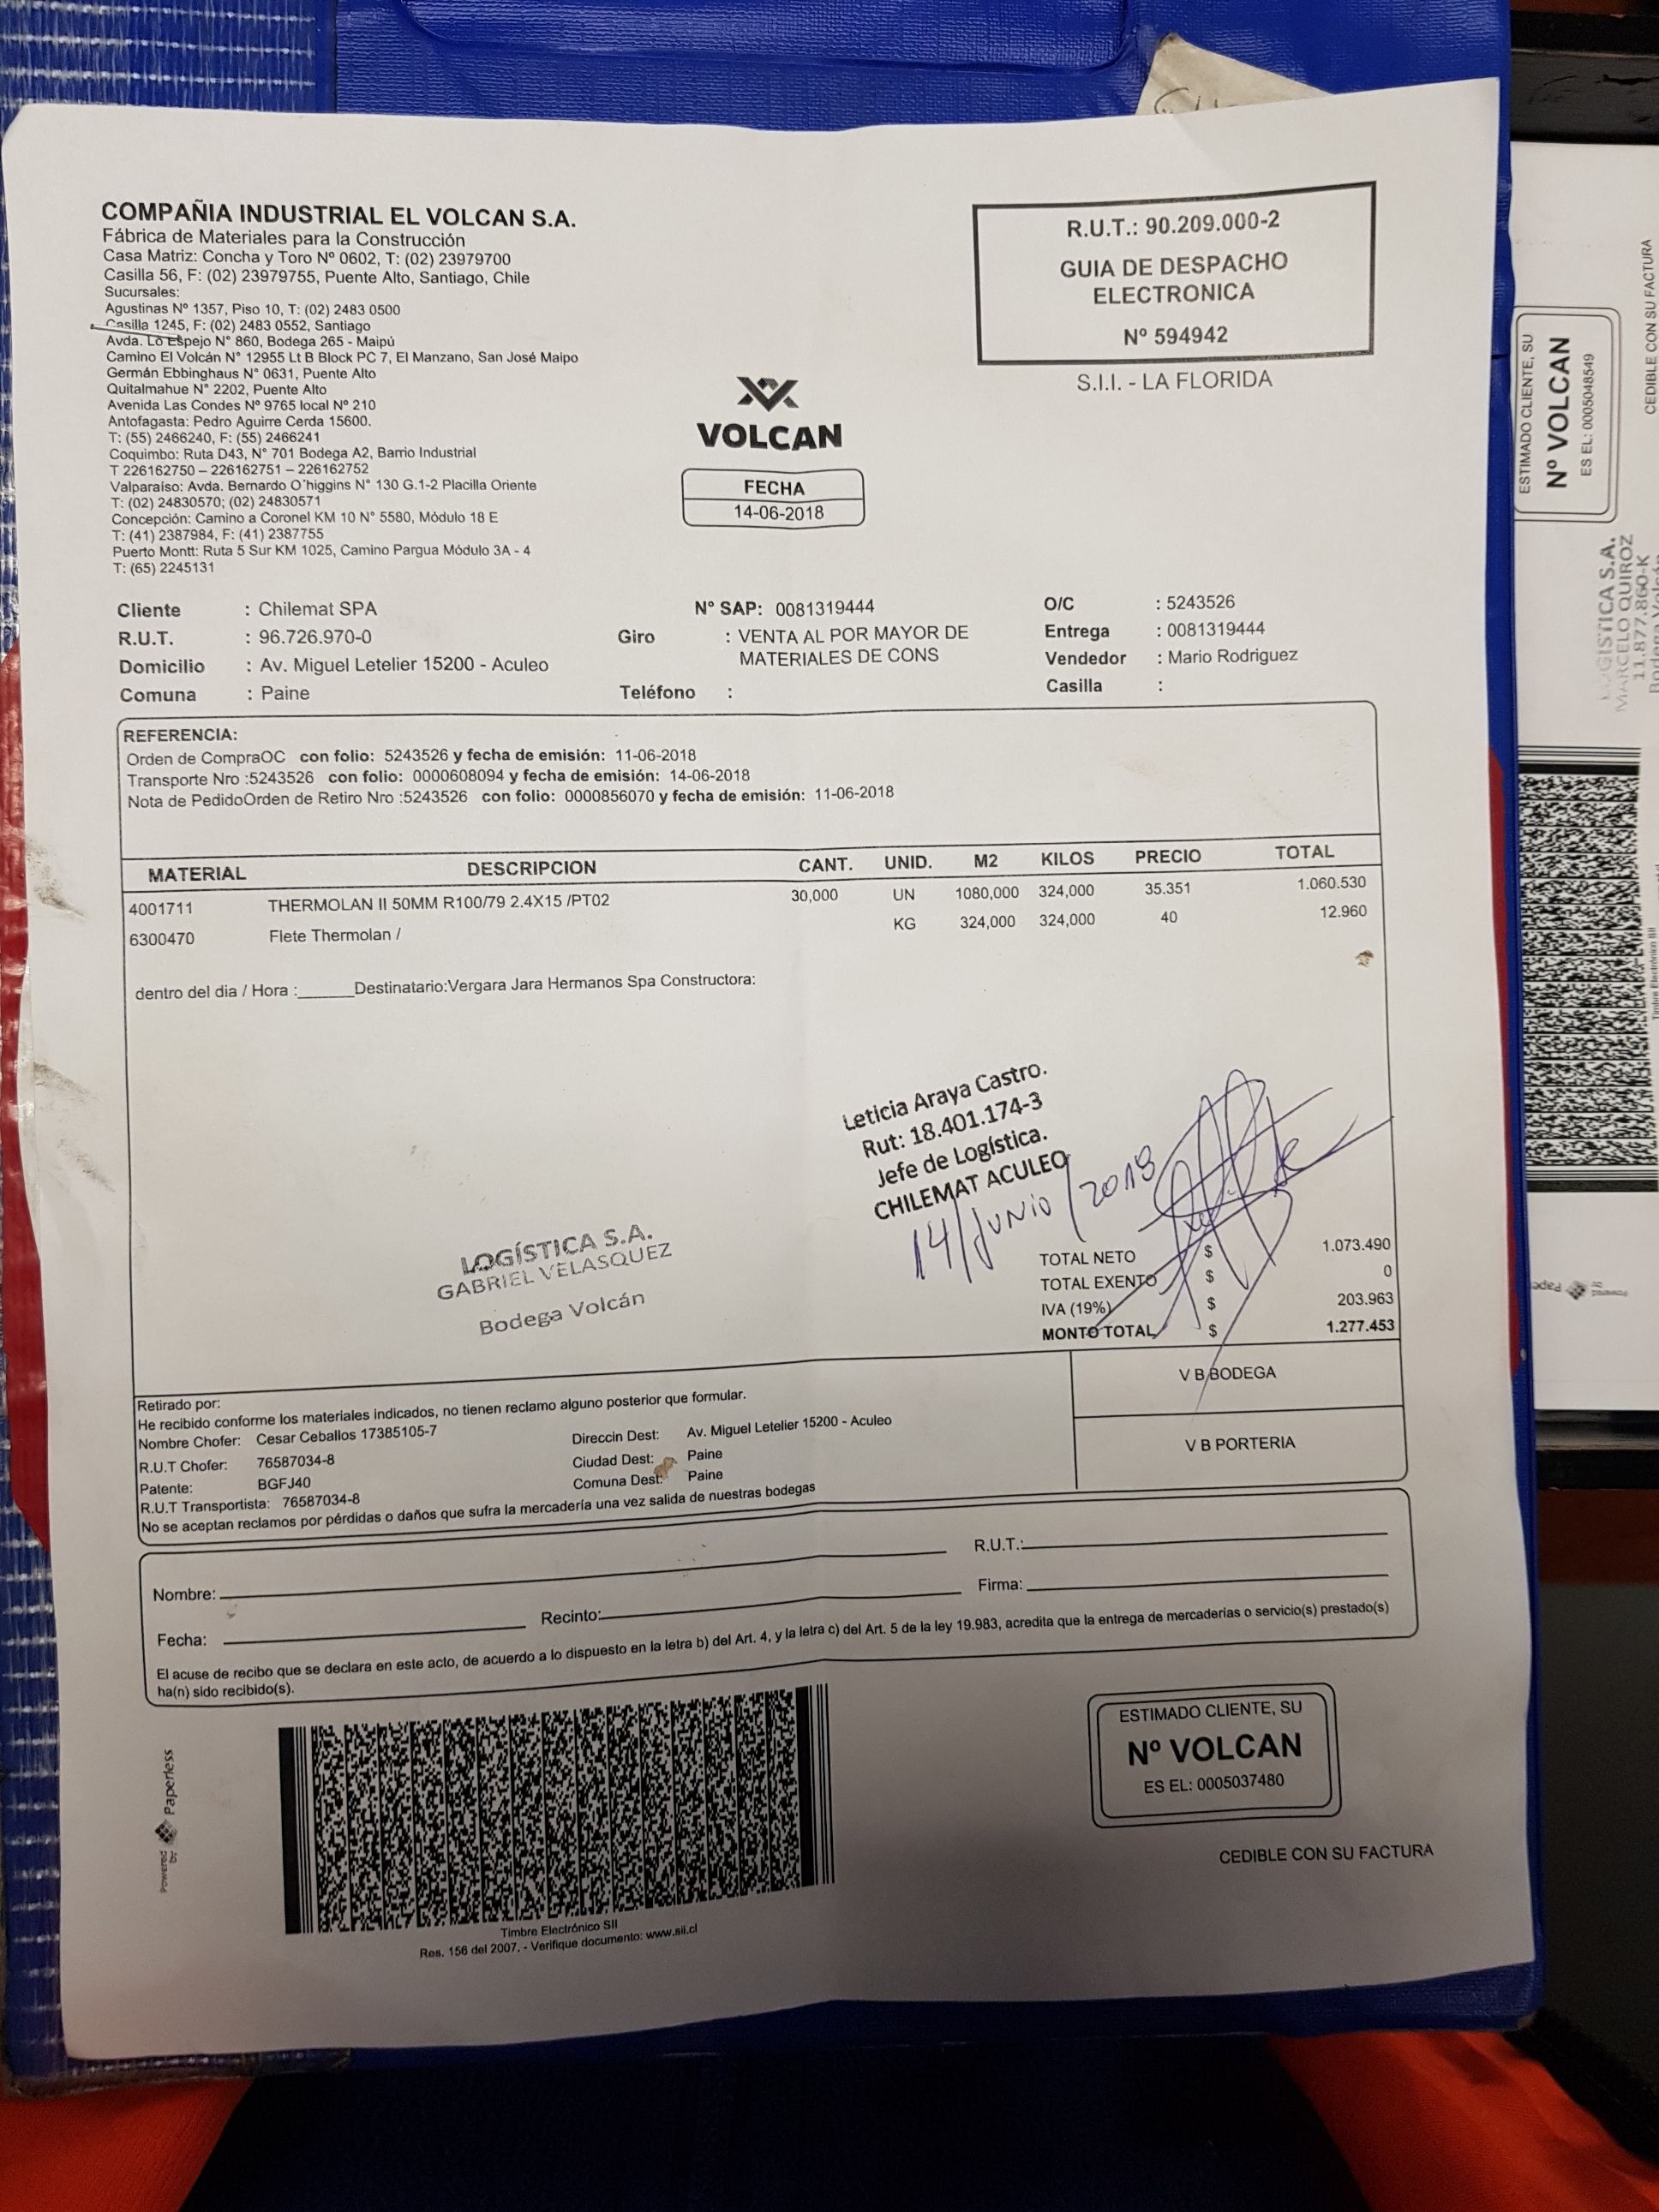 COMPAÑIA INDUSTRIAL EL VOLCAN S.A.
Fábrica de Materiales para la Construcción
Casa Matriz: Concha y Toro Nº 0602, T: (02) 23979700
Casilla 56, F: (02) 23979755, Puente Alto, Santiago, Chile
Sucursales:
Agustinas Nº 1357, Piso 10, T: (02) 2483 0500
Casilla 1245, F: (02) 2483 0552, Santiago
Avda. Lo Espejo N° 860, Bodega 265 - Maipú
Camino El Volcán N° 12955 Lt B Block PC 7, El Manzano, San José Maipo
Germán Ebbinghaus N° 0631, Puente Alto
Quitalmahue N° 2202, Puente Alto
Avenida Las Condes Nº 9765 local Nº 210
Antofagasta: Pedro Aguirre Cerda 15600.
T: (55) 2466240, F: (55) 2466241
Coquimbo: Ruta D43, N° 701 Bodega A2, Barrio Industrial
T 226162750 – 226162751 – 226162752
Valparaíso: Avda. Bernardo O´higgins N° 130 G.1-2 Placilla Oriente
T: (02) 24830570; (02) 24830571
Concepción: Camino a Coronel KM 10 N° 5580, Módulo 18 E
T: (41) 2387984, F: (41) 2387755
Puerto Montt: Ruta 5 Sur KM 1025, Camino Pargua Módulo 3A - 4
T: (65) 2245131
VOLCAN
FECHA
14-06-2018
R.U.T.: 90.209.000-2
GUIA DE DESPACHO
ELECTRONICA
Nº 594942
S.I.I. - LA FLORIDA
Cliente : Chilemat SPA N° SAP: 0081319444 O/C : 5243526
R.U.T. : 96.726.970-0 Giro : VENTA AL POR MAYOR DE MATERIALES DE CONS Entrega : 0081319444
Domicilio : Av. Miguel Letelier 15200 - Aculeo Vendedor : Mario Rodriguez
Comuna : Paine Teléfono : Casilla :
REFERENCIA:
Orden de CompraOC con folio: 5243526 y fecha de emisión: 11-06-2018
Transporte Nro :5243526 con folio: 0000608094 y fecha de emisión: 14-06-2018
Nota de PedidoOrden de Retiro Nro :5243526 con folio: 0000856070 y fecha de emisión: 11-06-2018
MATERIAL DESCRIPCION CANT. UNID. M2 KILOS PRECIO TOTAL
4001711 THERMOLAN II 50MM R100/79 2.4X15 /PT02 30,000 UN 1080,000 324,000 35.351 1.060.530
6300470 Flete Thermolan / KG 324,000 324,000 40 12.960
dentro del dia / Hora :______Destinatario:Vergara Jara Hermanos Spa Constructora:
Leticia Araya Castro.
Rut: 18.401.174-3
Jefe de Logística.
CHILEMAT ACULEO
14/JUNIO/2018
LOGÍSTICA S.A.
GABRIEL VELASQUEZ
Bodega Volcán
TOTAL NETO $ 1.073.490
TOTAL EXENTO $ 0
IVA (19%) $ 203.963
MONTO TOTAL $ 1.277.453
V B BODEGA
V B PORTERIA
Retirado por:
He recibido conforme los materiales indicados, no tienen reclamo alguno posterior que formular.
Nombre Chofer: Cesar Ceballos 17385105-7 Direccin Dest: Av. Miguel Letelier 15200 - Aculeo
R.U.T Chofer: 76587034-8 Ciudad Dest: Paine
Patente: BGFJ40 Comuna Dest: Paine
R.U.T Transportista: 76587034-8
No se aceptan reclamos por pérdidas o daños que sufra la mercadería una vez salida de nuestras bodegas
Nombre: R.U.T.:
Fecha: Recinto: Firma:
El acuse de recibo que se declara en este acto, de acuerdo a lo dispuesto en la letra b) del Art. 4, y la letra c) del Art. 5 de la ley 19.983, acredita que la entrega de mercaderías o servicio(s) prestado(s)
ha(n) sido recibido(s).
Powered by Paperless
Timbre Electrónico SII
Res. 156 del 2007. - Verifique documento: www.sii.cl
ESTIMADO CLIENTE, SU
Nº VOLCAN
ES EL: 0005037480
CEDIBLE CON SU FACTURA
ESTIMADO CLIENTE, SU
Nº VOLCAN
ES EL: 0005048549
CEDIBLE CON SU FACTURA
LOGISTICA S.A.
MARCELO QUIROZ
11.877.860-K
Timbre Electrónico SII